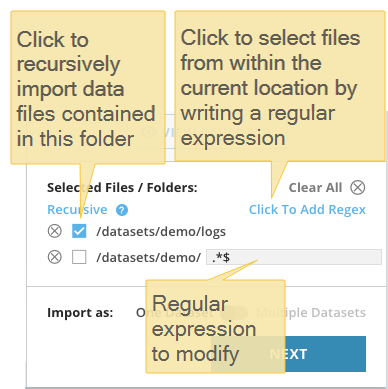 Click to
recursively
import data
files contained
in this folder
Click to select files
from within the
current location by
writing a regular
expression
Selected Files / Folders:
Clear All
Recursive ?
Click To Add Regex
/datasets/demo/logs
/datasets/demo/ .*$
Regular
expression
to modify
Import as: One Dataset Multiple Datasets
NEXT